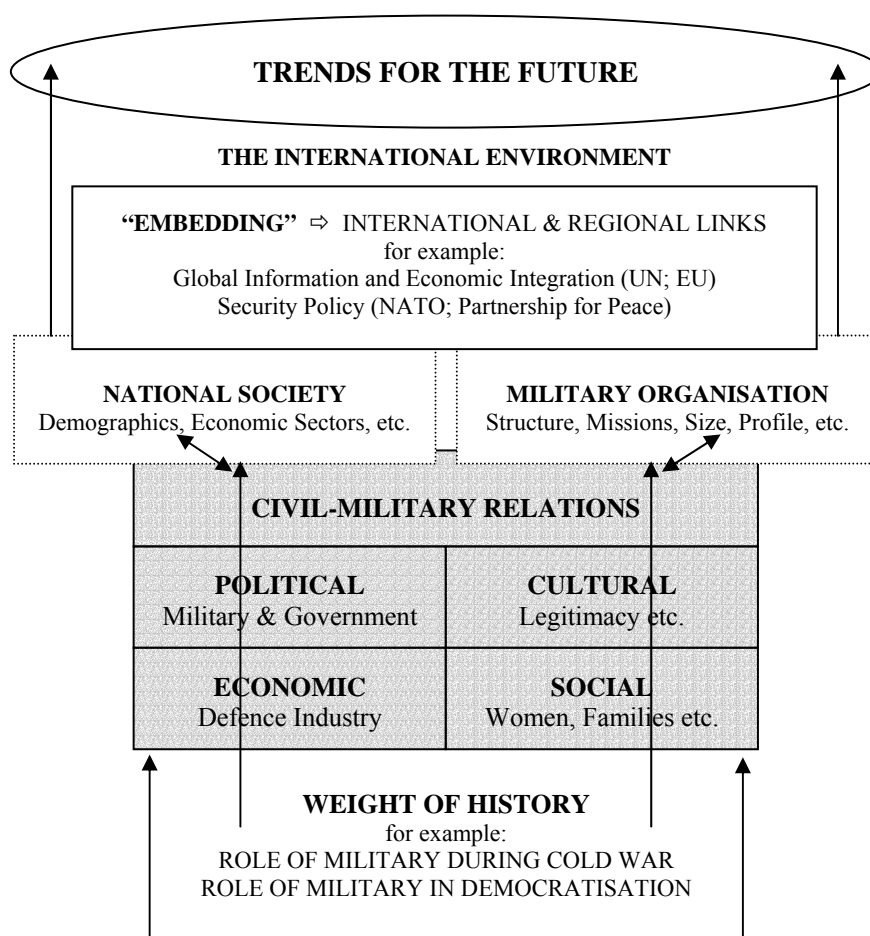 TRENDS FOR THE FUTURE
THE INTERNATIONAL ENVIRONMENT
“EMBEDDING” ⇨ INTERNATIONAL & REGIONAL LINKS
for example:
Global Information and Economic Integration (UN; EU)
Security Policy (NATO; Partnership for Peace)
NATIONAL SOCIETY
Demographics, Economic Sectors, etc.
MILITARY ORGANISATION
Structure, Missions, Size, Profile, etc.
CIVIL-MILITARY RELATIONS
POLITICAL
Military & Government
CULTURAL
Legitimacy etc.
ECONOMIC
Defence Industry
SOCIAL
Women, Families etc.
WEIGHT OF HISTORY
for example:
ROLE OF MILITARY DURING COLD WAR
ROLE OF MILITARY IN DEMOCRATISATION